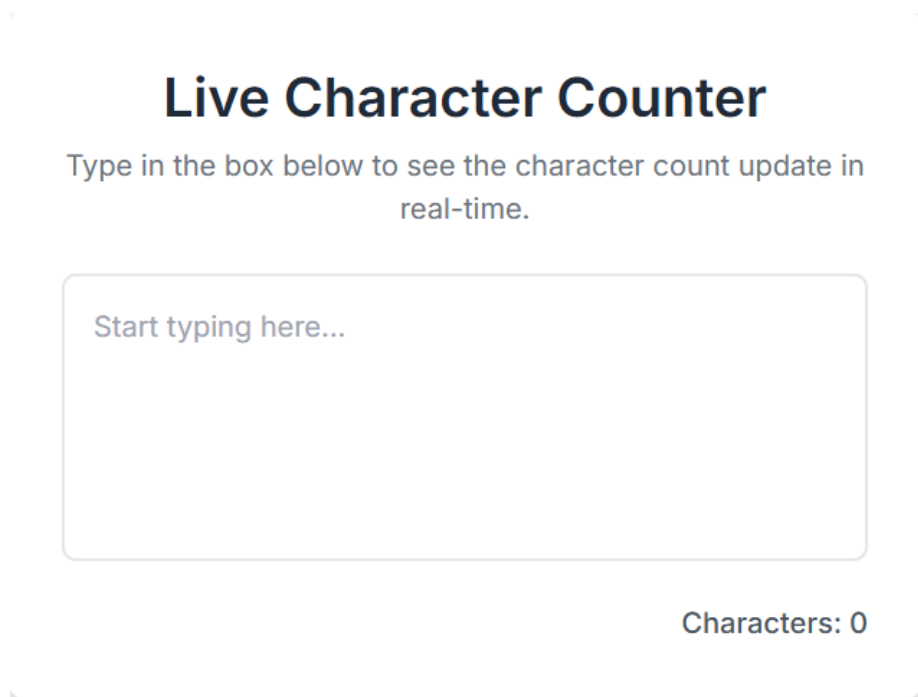 Live Character Counter
Type in the box below to see the character count update in
real-time.
Start typing here...
Characters: 0